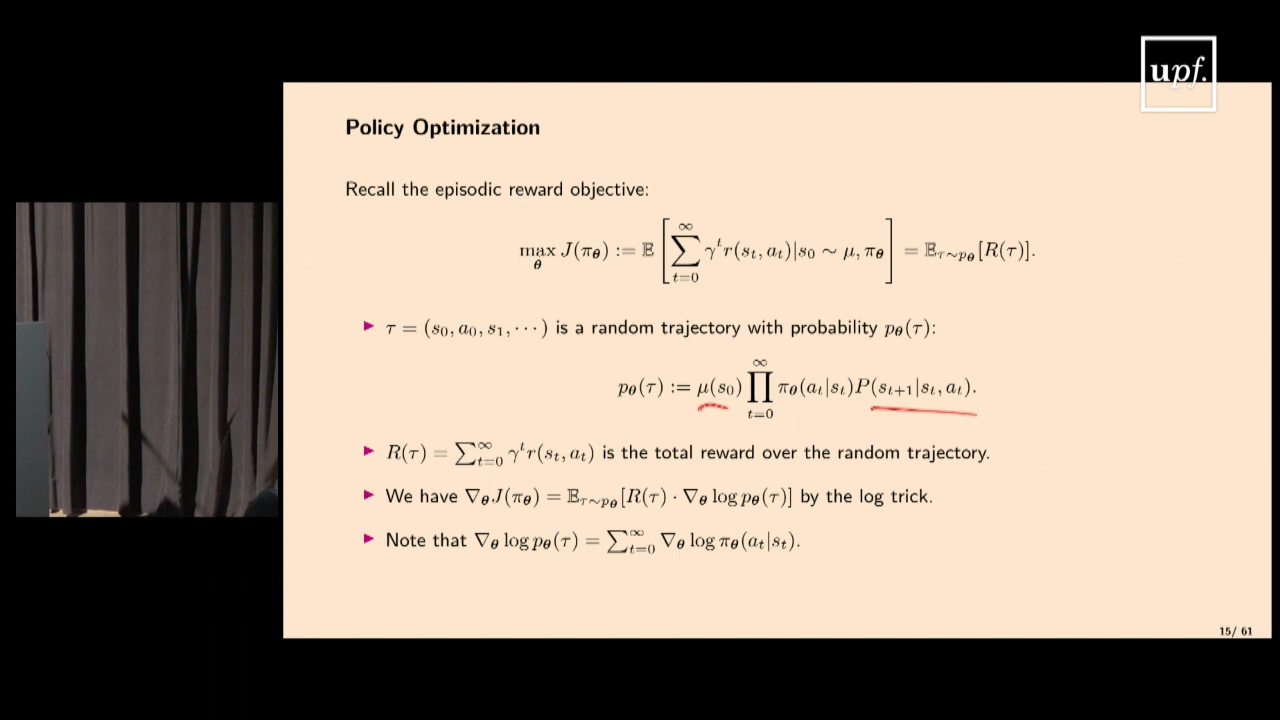 upf.
Policy Optimization
Recall the episodic reward objective:
max_θ J(π_θ) := 𝔼 [ ∑_{t=0}^{∞} γ^t r(s_t, a_t)|s_0 ∼ μ, π_θ ] = 𝔼_{τ∼p_θ}[R(τ)].
▶ τ = (s_0, a_0, s_1, ⋯) is a random trajectory with probability p_θ(τ):
p_θ(τ) := μ(s_0) ∏_{t=0}^{∞} π_θ(a_t|s_t)P(s_{t+1}|s_t, a_t).
▶ R(τ) = ∑_{t=0}^{∞} γ^t r(s_t, a_t) is the total reward over the random trajectory.
▶ We have ∇_θ J(π_θ) = 𝔼_{τ∼p_θ}[R(τ) · ∇_θ log p_θ(τ)] by the log trick.
▶ Note that ∇_θ log p_θ(τ) = ∑_{t=0}^{∞} ∇_θ log π_θ(a_t|s_t).
15/ 61